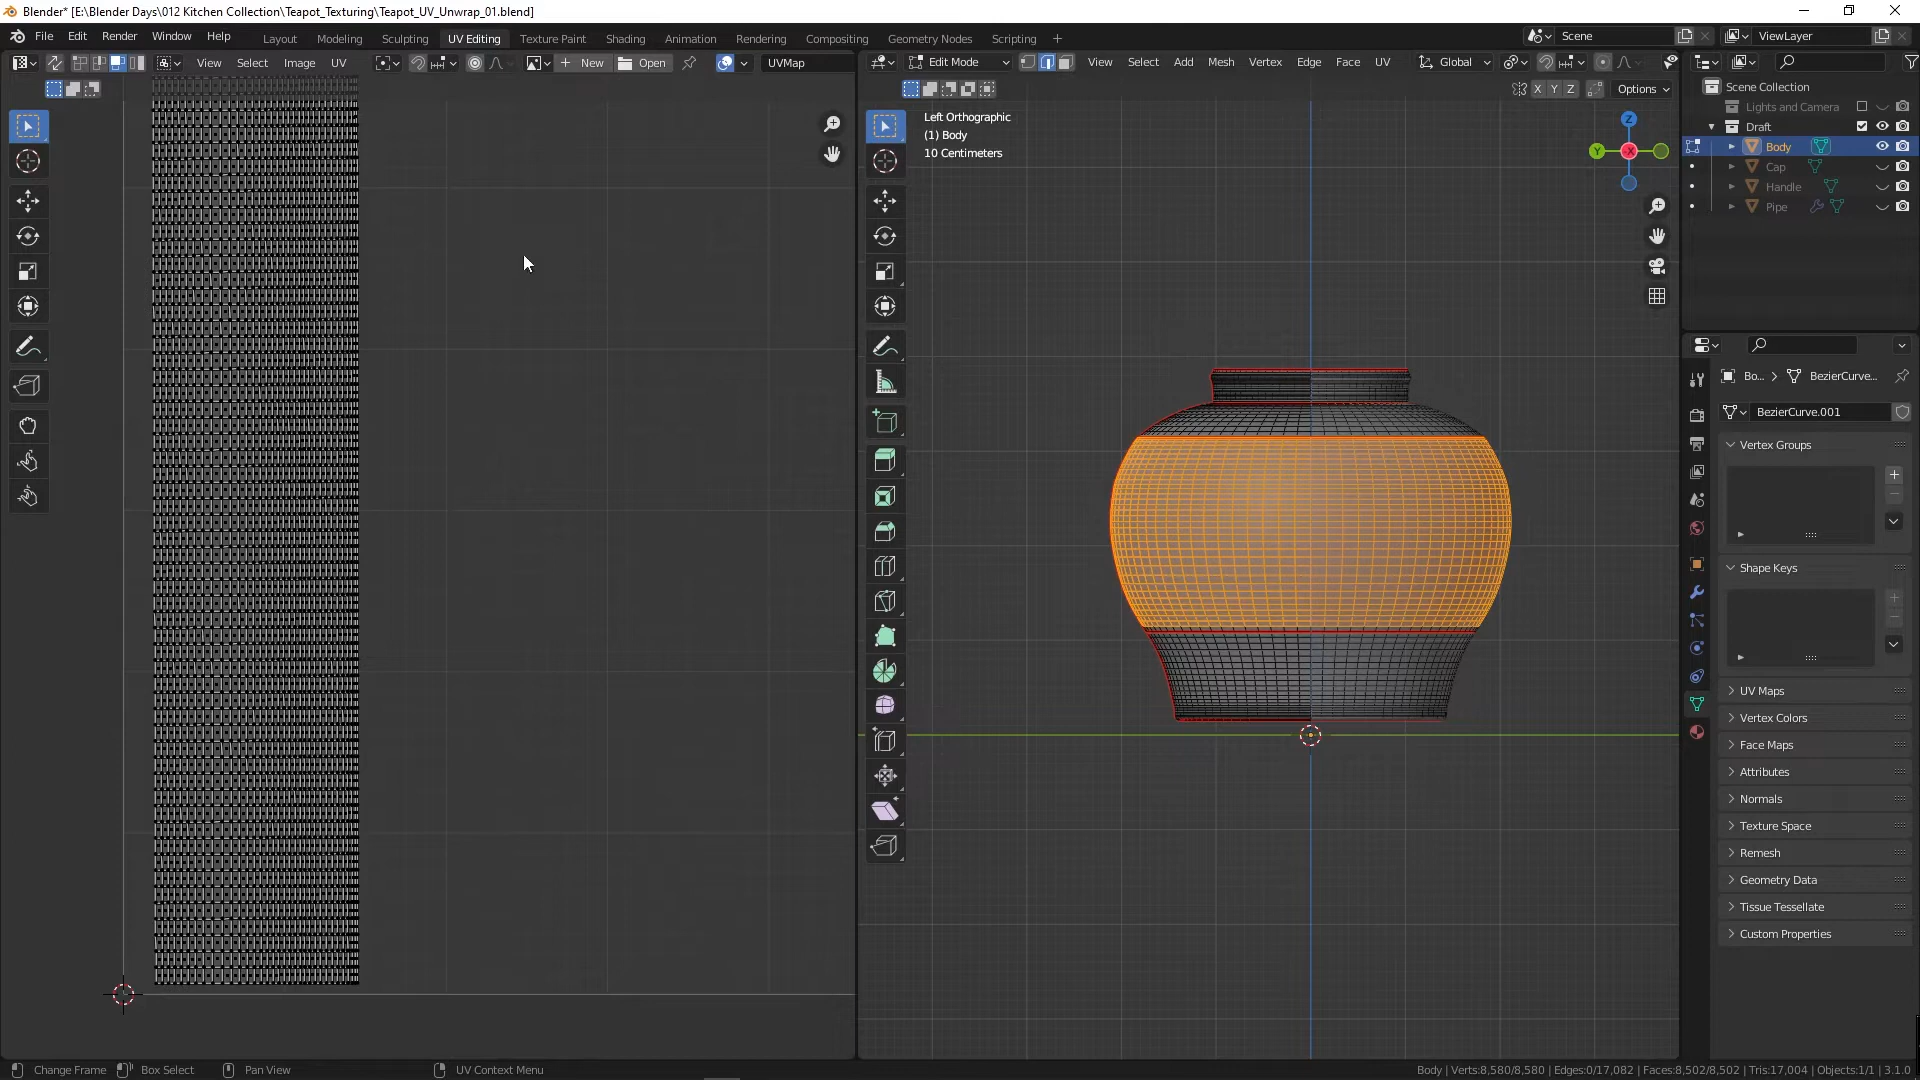 Blender* [E:\Blender Days\012 Kitchen Collection\Teapot_Texturing\Teapot_UV_Unwrap_01.blend]
File Edit Render Window Help
Layout Modeling Sculpting UV Editing Texture Paint Shading Animation Rendering Compositing Geometry Nodes Scripting +
Scene
ViewLayer
View Select Image UV
New Open
UVMap
Edit Mode
View Select Add Mesh Vertex Edge Face UV
Global
X Y Z
Options
Left Orthographic
(1) Body
10 Centimeters
Z
Y
X
Scene Collection
Lights and Camera
Draft
Body
Cap
Handle
Pipe
Bo... > BezierCurve...
BezierCurve.001
Vertex Groups
Shape Keys
UV Maps
Vertex Colors
Face Maps
Attributes
Normals
Texture Space
Remesh
Geometry Data
Tissue Tessellate
Custom Properties
Change Frame Box Select Pan View UV Context Menu
Body | Verts:8,580/8,580 | Edges:0/17,082 | Faces:8,502/8,502 | Tris:17,004 | Objects:1/1 | 3.1.0